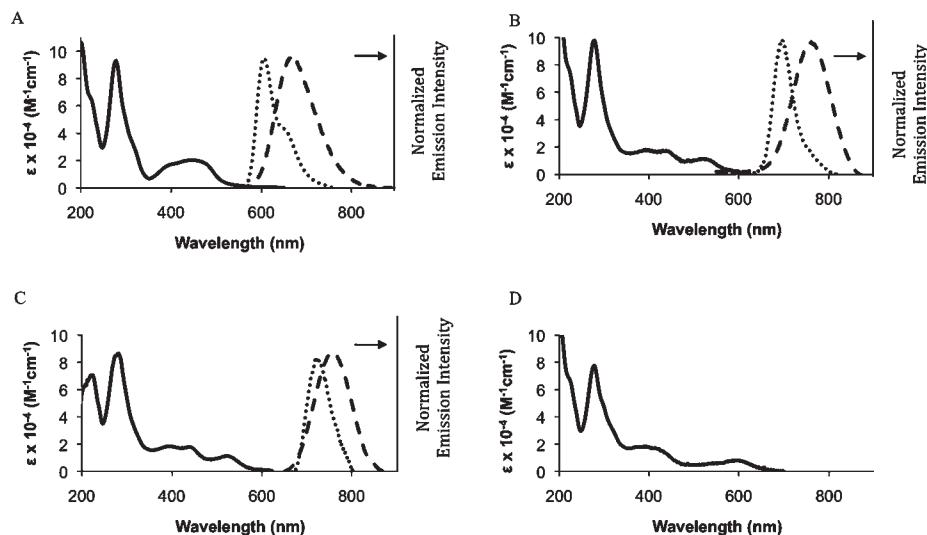 A
ε x 10-4 (M-1cm-1)
10
8
6
4
2
0
200 400 600 800
Wavelength (nm)
Normalized
Emission Intensity
B
ε x 10-4 (M-1cm-1)
10
8
6
4
2
0
200 400 600 800
Wavelength (nm)
Normalized
Emission Intensity
C
ε x 10-4 (M-1cm-1)
10
8
6
4
2
0
200 400 600 800
Wavelength (nm)
Normalized
Emission Intensity
D
ε x 10-4 (M-1cm-1)
10
8
6
4
2
0
200 400 600 800
Wavelength (nm)